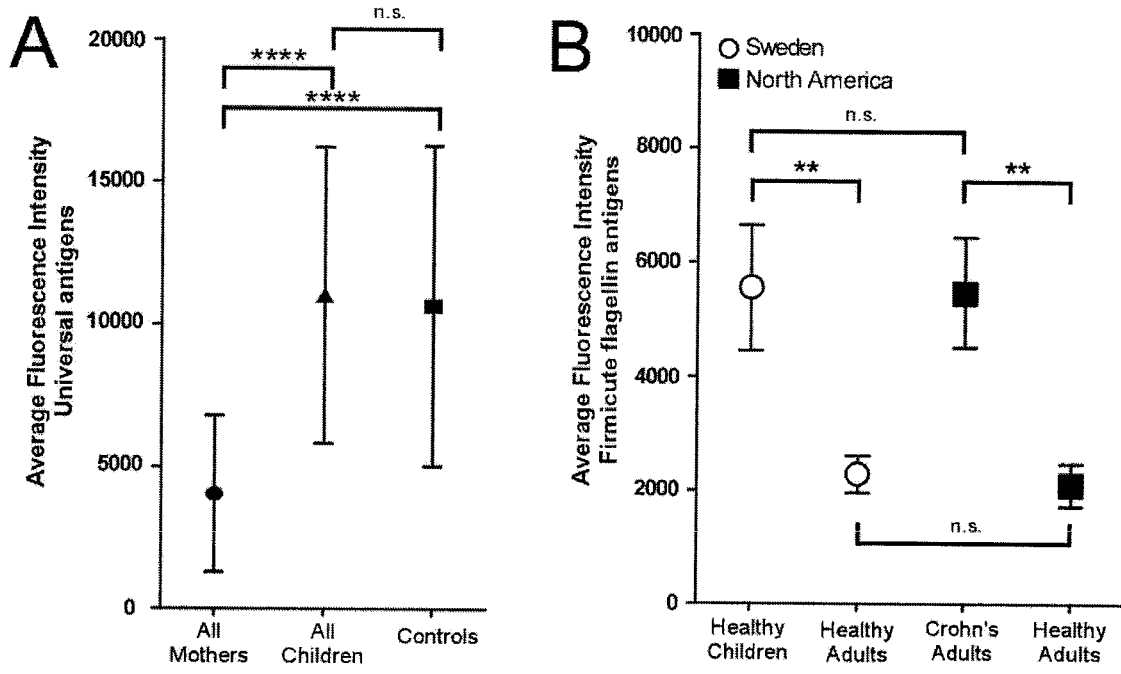 A
n.s.
****
****
20000
15000
10000
5000
0
Average Fluorescence Intensity
Universal antigens
All
Mothers
All
Children
Controls
B
Sweden
North America
n.s.
**
**
n.s.
10000
8000
6000
4000
2000
0
Average Fluorescence Intensity
Firmicute flagellin antigens
Healthy
Children
Healthy
Adults
Crohn's
Adults
Healthy
Adults